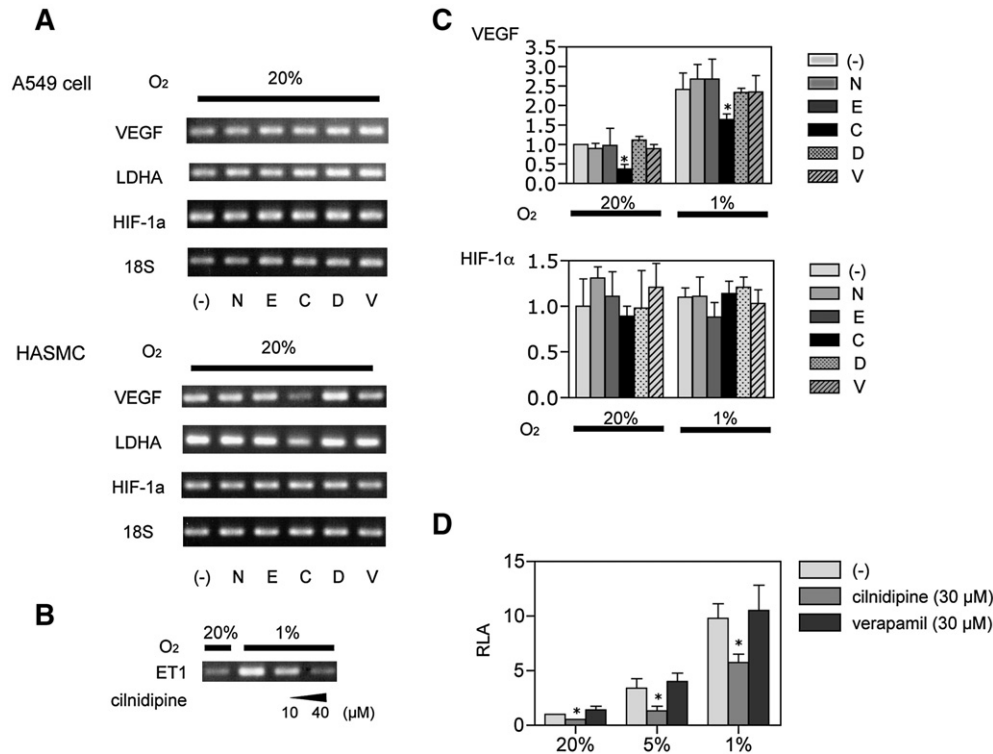 A
A549 cell
O2
20%
VEGF
LDHA
HIF-1a
18S
(-) N E C D V
HASMC
O2
20%
VEGF
LDHA
HIF-1a
18S
(-) N E C D V
B
O2 20% 1%
ET1
cilnidipine
10 40 (μM)
C
VEGF
3.5
3.0
2.5
2.0
1.5
1.0
0.5
0.0
* *
O2 20% 1%
(-)
N
E
C
D
V
HIF-1α
1.5
1.0
0.5
0.0
O2 20% 1%
(-)
N
E
C
D
V
D
RLA
15
10
5
0
* * *
20% 5% 1%
(-)
cilnidipine (30 μM)
verapamil (30 μM)